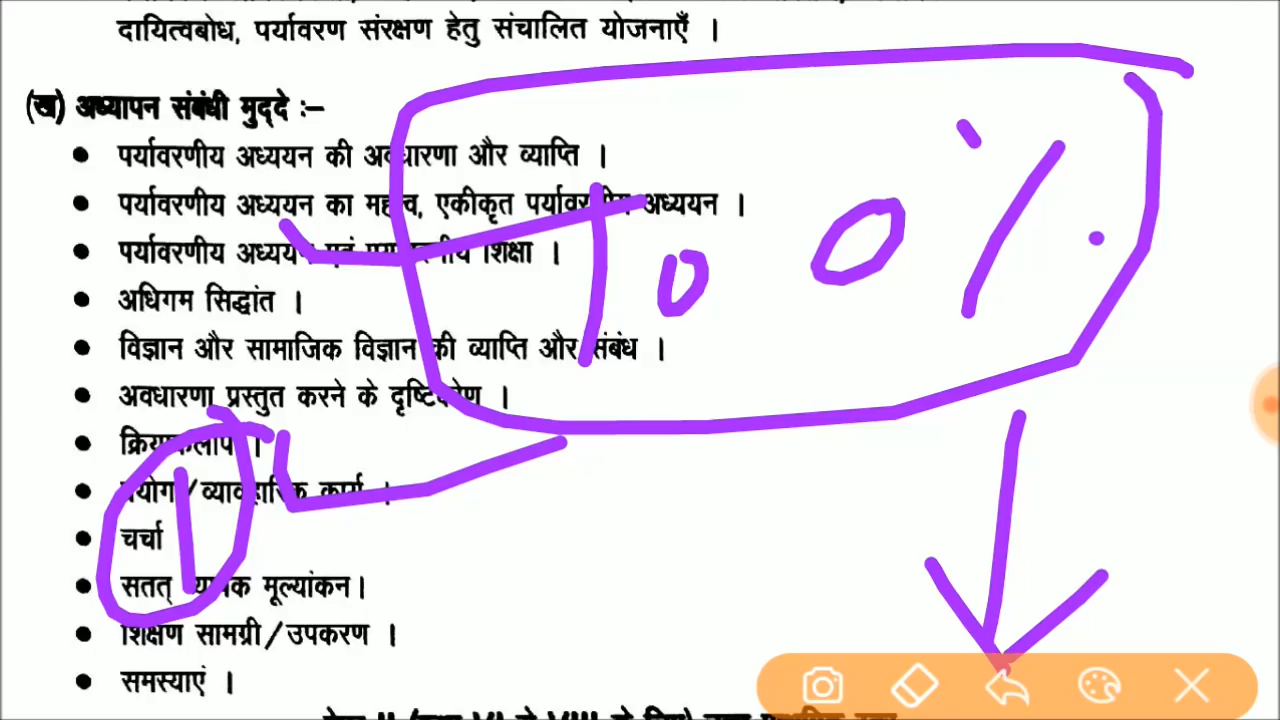 दायित्वबोध, पर्यावरण संरक्षण हेतु संचालित योजनाएँ ।
(ख) अध्यापन संबंधी मुद्दे :–
● पर्यावरणीय अध्ययन की अवधारणा और व्याप्ति ।
● पर्यावरणीय अध्ययन का महत्व, एकीकृत पर्यावरणीय अध्ययन ।
● पर्यावरणीय अध्ययन एवं पर्यावरणीय शिक्षा ।
● अधिगम सिद्धांत ।
● विज्ञान और सामाजिक विज्ञान की व्याप्ति और संबंध ।
● अवधारणा प्रस्तुत करने के दृष्टिकोण ।
● क्रियाकलाप ।
● प्रयोग/व्यावहारिक कार्य ।
● चर्चा
● सतत् व्यापक मूल्यांकन।
● शिक्षण सामग्री/उपकरण ।
● समस्याएं ।
100%
1